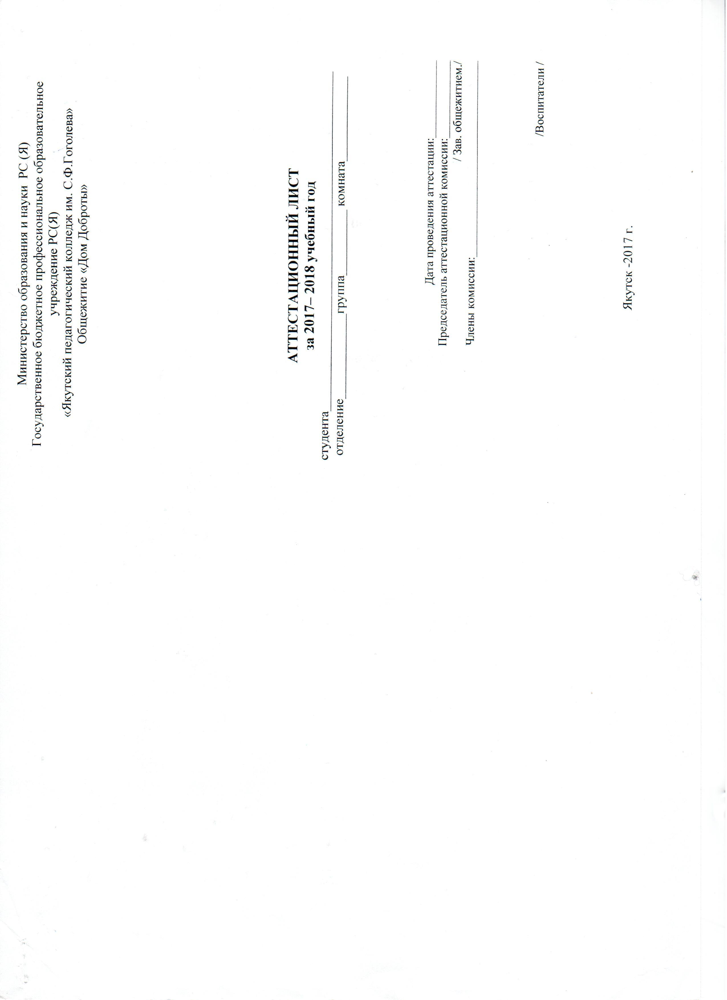 Министерство образования и науки РС (Я)
Государственное бюджетное профессиональное образовательное
учреждение РС(Я)
«Якутский педагогический колледж им. С.Ф.Гоголева»
Общежитие «Дом Доброты»
АТТЕСТАЦИОННЫЙ ЛИСТ
за 2017– 2018 учебный год
студента
отделение группа комната
Дата проведения аттестации:
Председатель аттестационной комиссии:
/ Зав. общежитием./
Члены комиссии:
/Воспитатели /
Якутск -2017 г.